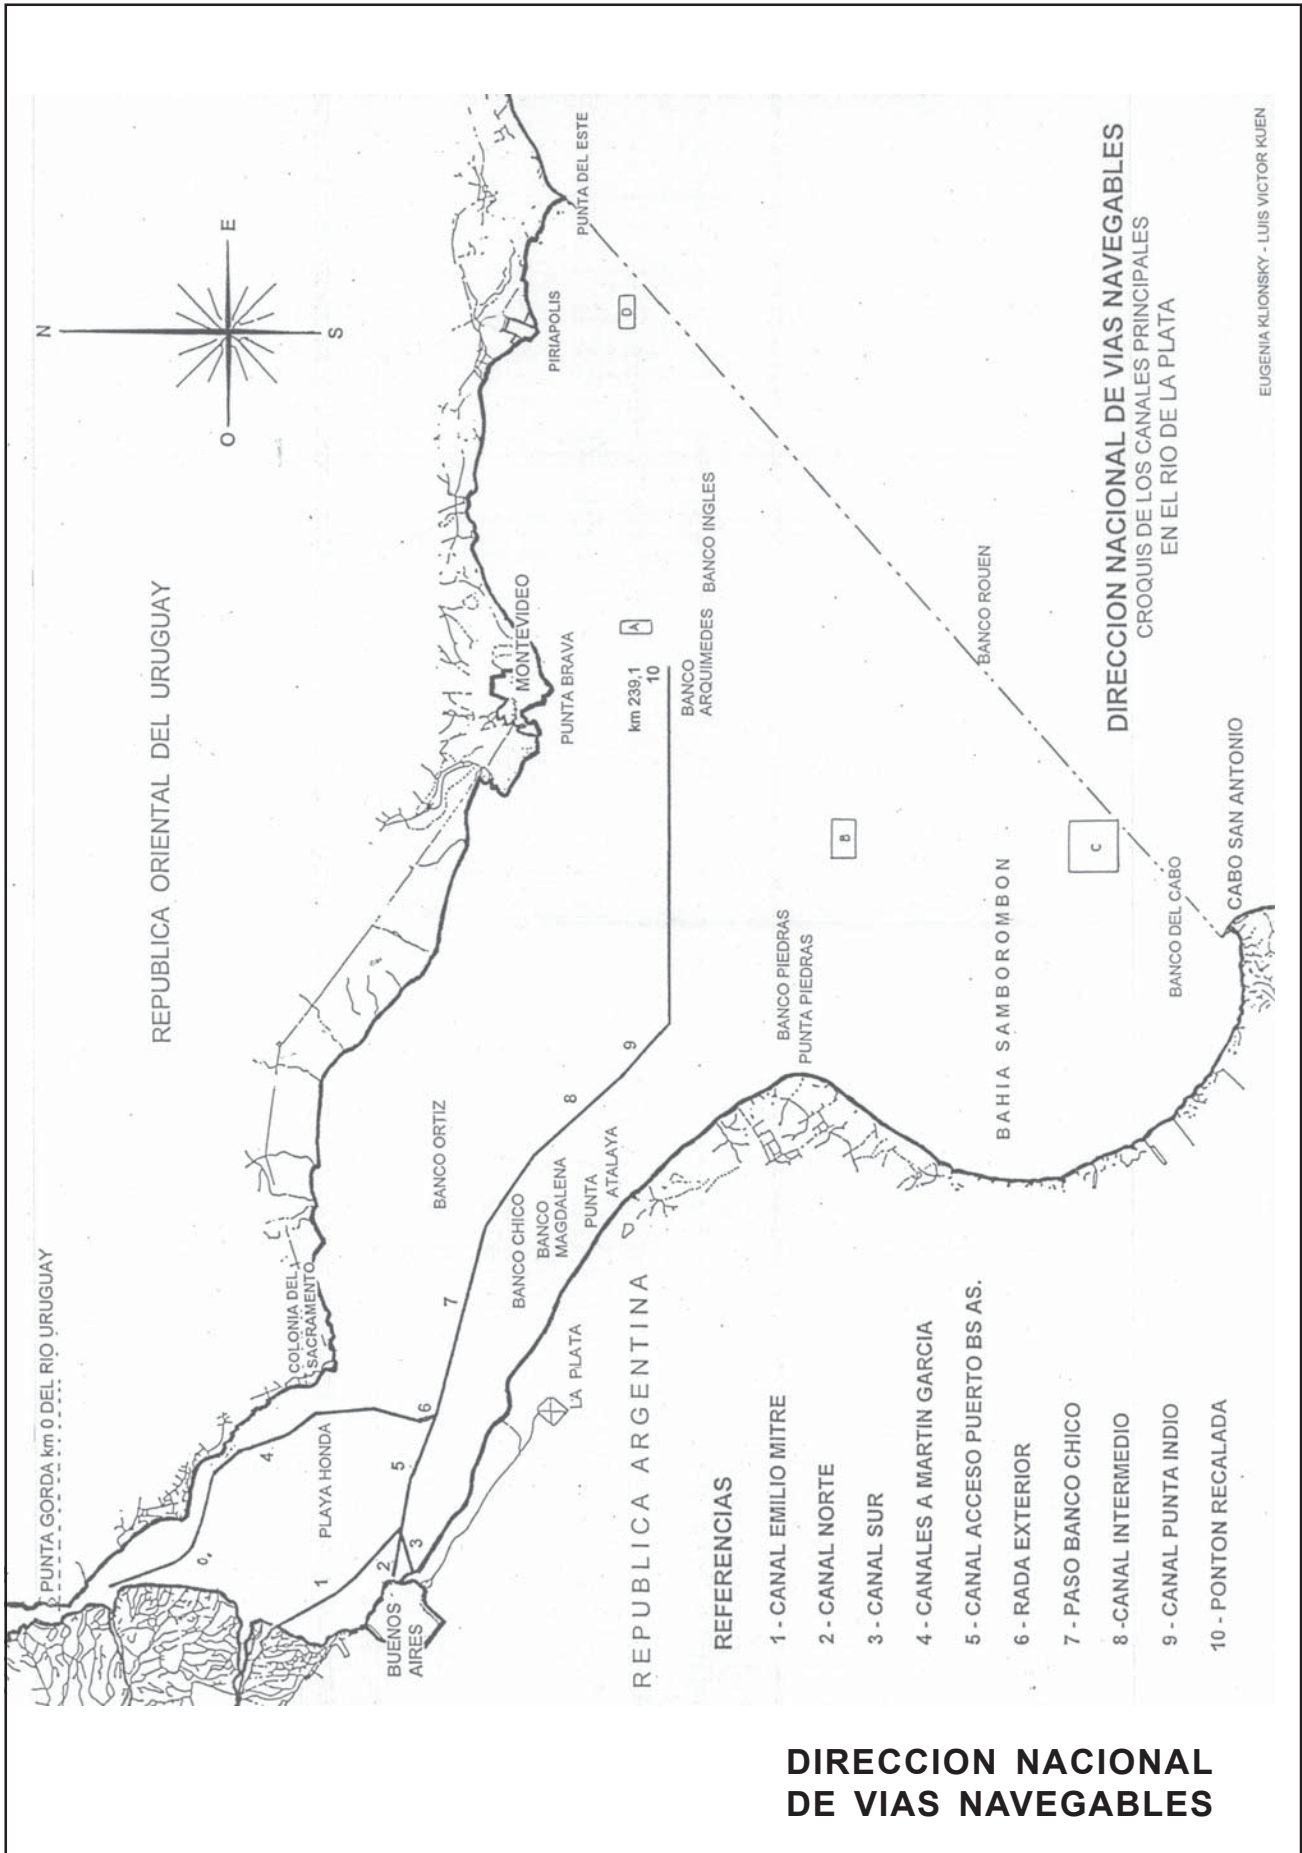 N
O
E
S
REPUBLICA ORIENTAL DEL URUGUAY
PUNTA GORDA km 0 DEL RIO URUGUAY
COLONIA DEL
SACRAMENTO
MONTEVIDEO
PUNTA BRAVA
PIRIAPOLIS
PUNTA DEL ESTE
PLAYA HONDA
BANCO ORTIZ
BUENOS
AIRES
LA PLATA
BANCO CHICO
BANCO
MAGDALENA
PUNTA
ATALAYA
0
1
2
3
4
5
6
7
8
9
km 239,1
10
A
D
BANCO
ARQUIMEDES
BANCO INGLES
BANCO PIEDRAS
PUNTA PIEDRAS
B
BANCO ROUEN
BAHIA SAMBOROMBON
C
BANCO DEL CABO
CABO SAN ANTONIO
REPUBLICA ARGENTINA
REFERENCIAS
1 - CANAL EMILIO MITRE
2 - CANAL NORTE
3 - CANAL SUR
4 - CANALES A MARTIN GARCIA
5 - CANAL ACCESO PUERTO BS AS.
6 - RADA EXTERIOR
7 - PASO BANCO CHICO
8-CANAL INTERMEDIO
9 - CANAL PUNTA INDIO
10 - PONTON RECALADA
DIRECCION NACIONAL DE VIAS NAVEGABLES
CROQUIS DE LOS CANALES PRINCIPALES
EN EL RIO DE LA PLATA
EUGENIA KLIONSKY - LUIS VICTOR KUEN
DIRECCION NACIONAL
DE VIAS NAVEGABLES